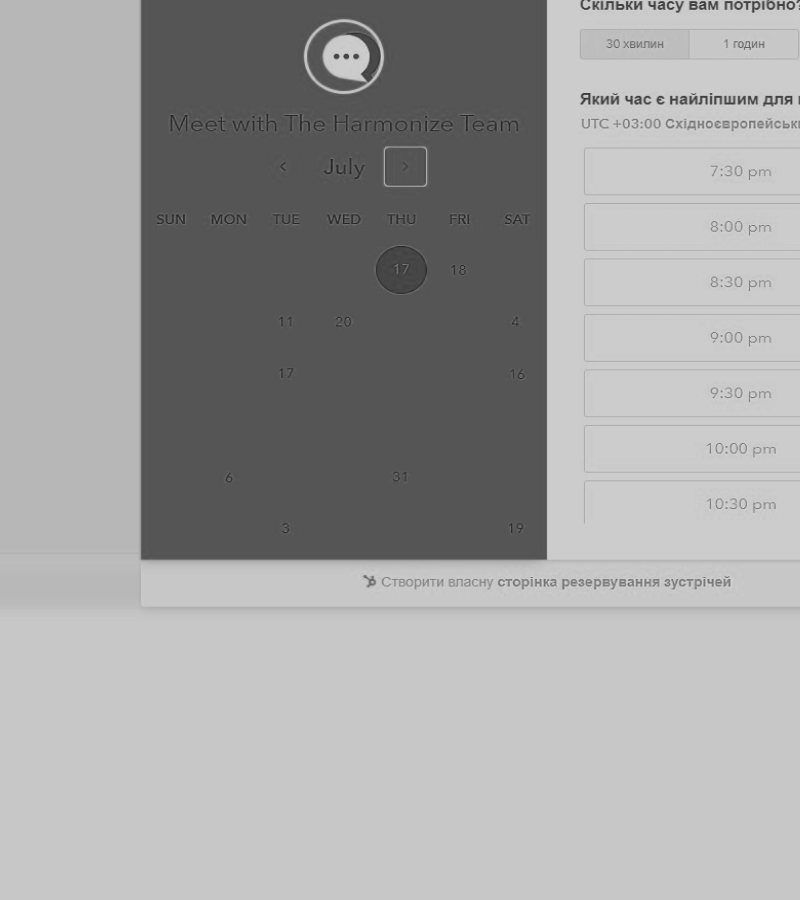 Скільки часу вам потрібно?
30 хвилин 1 годин
Meet with The Harmonize Team
July
SUN MON TUE WED THU FRI SAT
17 18
11 20 4
17 16
6 31
3 19
Який час є найліпшим для
UTC +03:00
7:30 pm
8:00 pm
8:30 pm
9:00 pm
9:30 pm
10:00 pm
10:30 pm
Створити власну сторінка резервування зустрічей